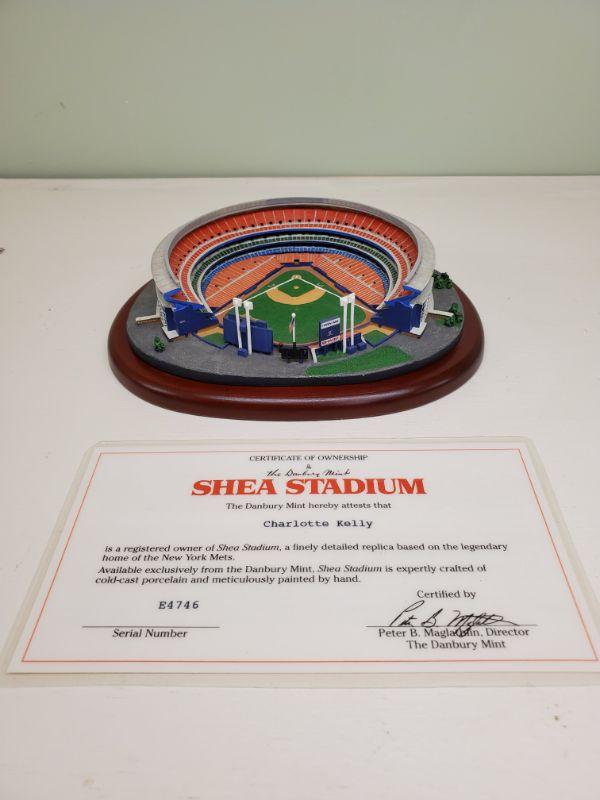 CERTIFICATE OF OWNERSHIP
The Danbury Mint
SHEA STADIUM
The Danbury Mint hereby attests that
Charlotte Kelly
is a registered owner of Shea Stadium, a finely detailed replica based on the legendary
home of the New York Mets.
Available exclusively from the Danbury Mint, Shea Stadium is expertly crafted of
cold-cast porcelain and meticulously painted by hand.
E4746
Serial Number
Certified by
Peter B. Maglathlin, Director
The Danbury Mint